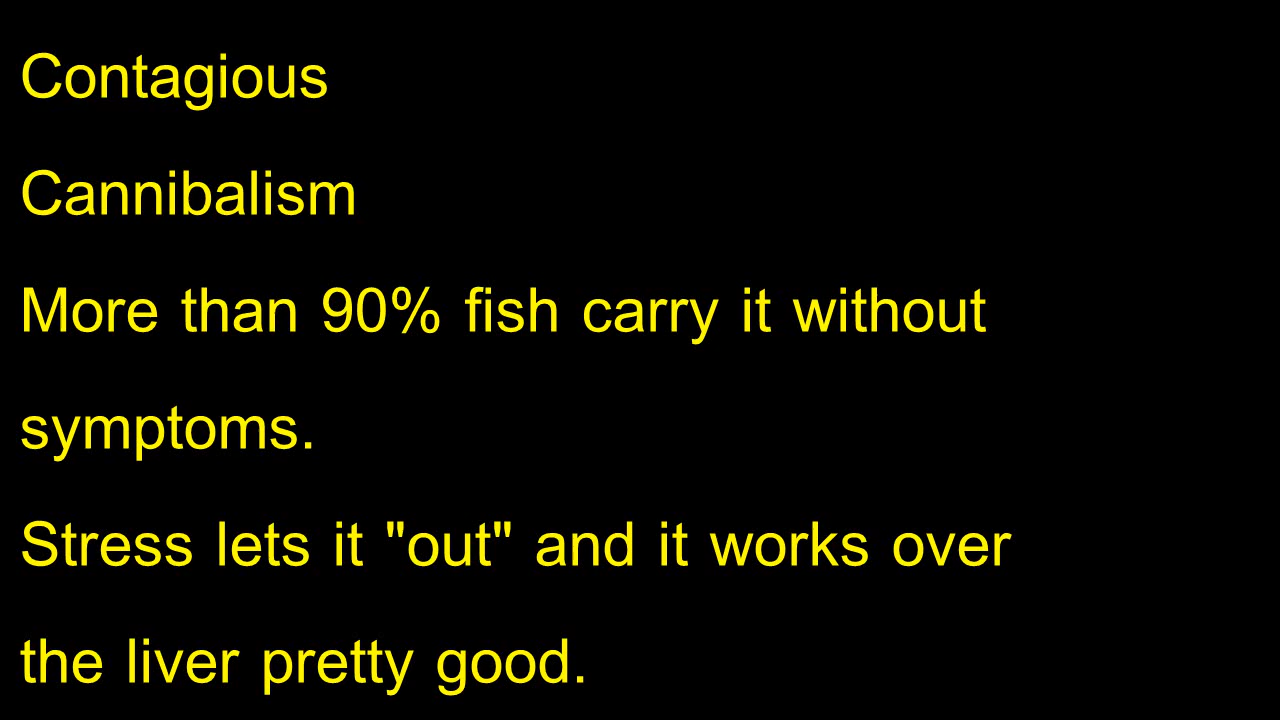 Contagious
Cannibalism
More than 90% fish carry it without
symptoms.
Stress lets it "out" and it works over
the liver pretty good.